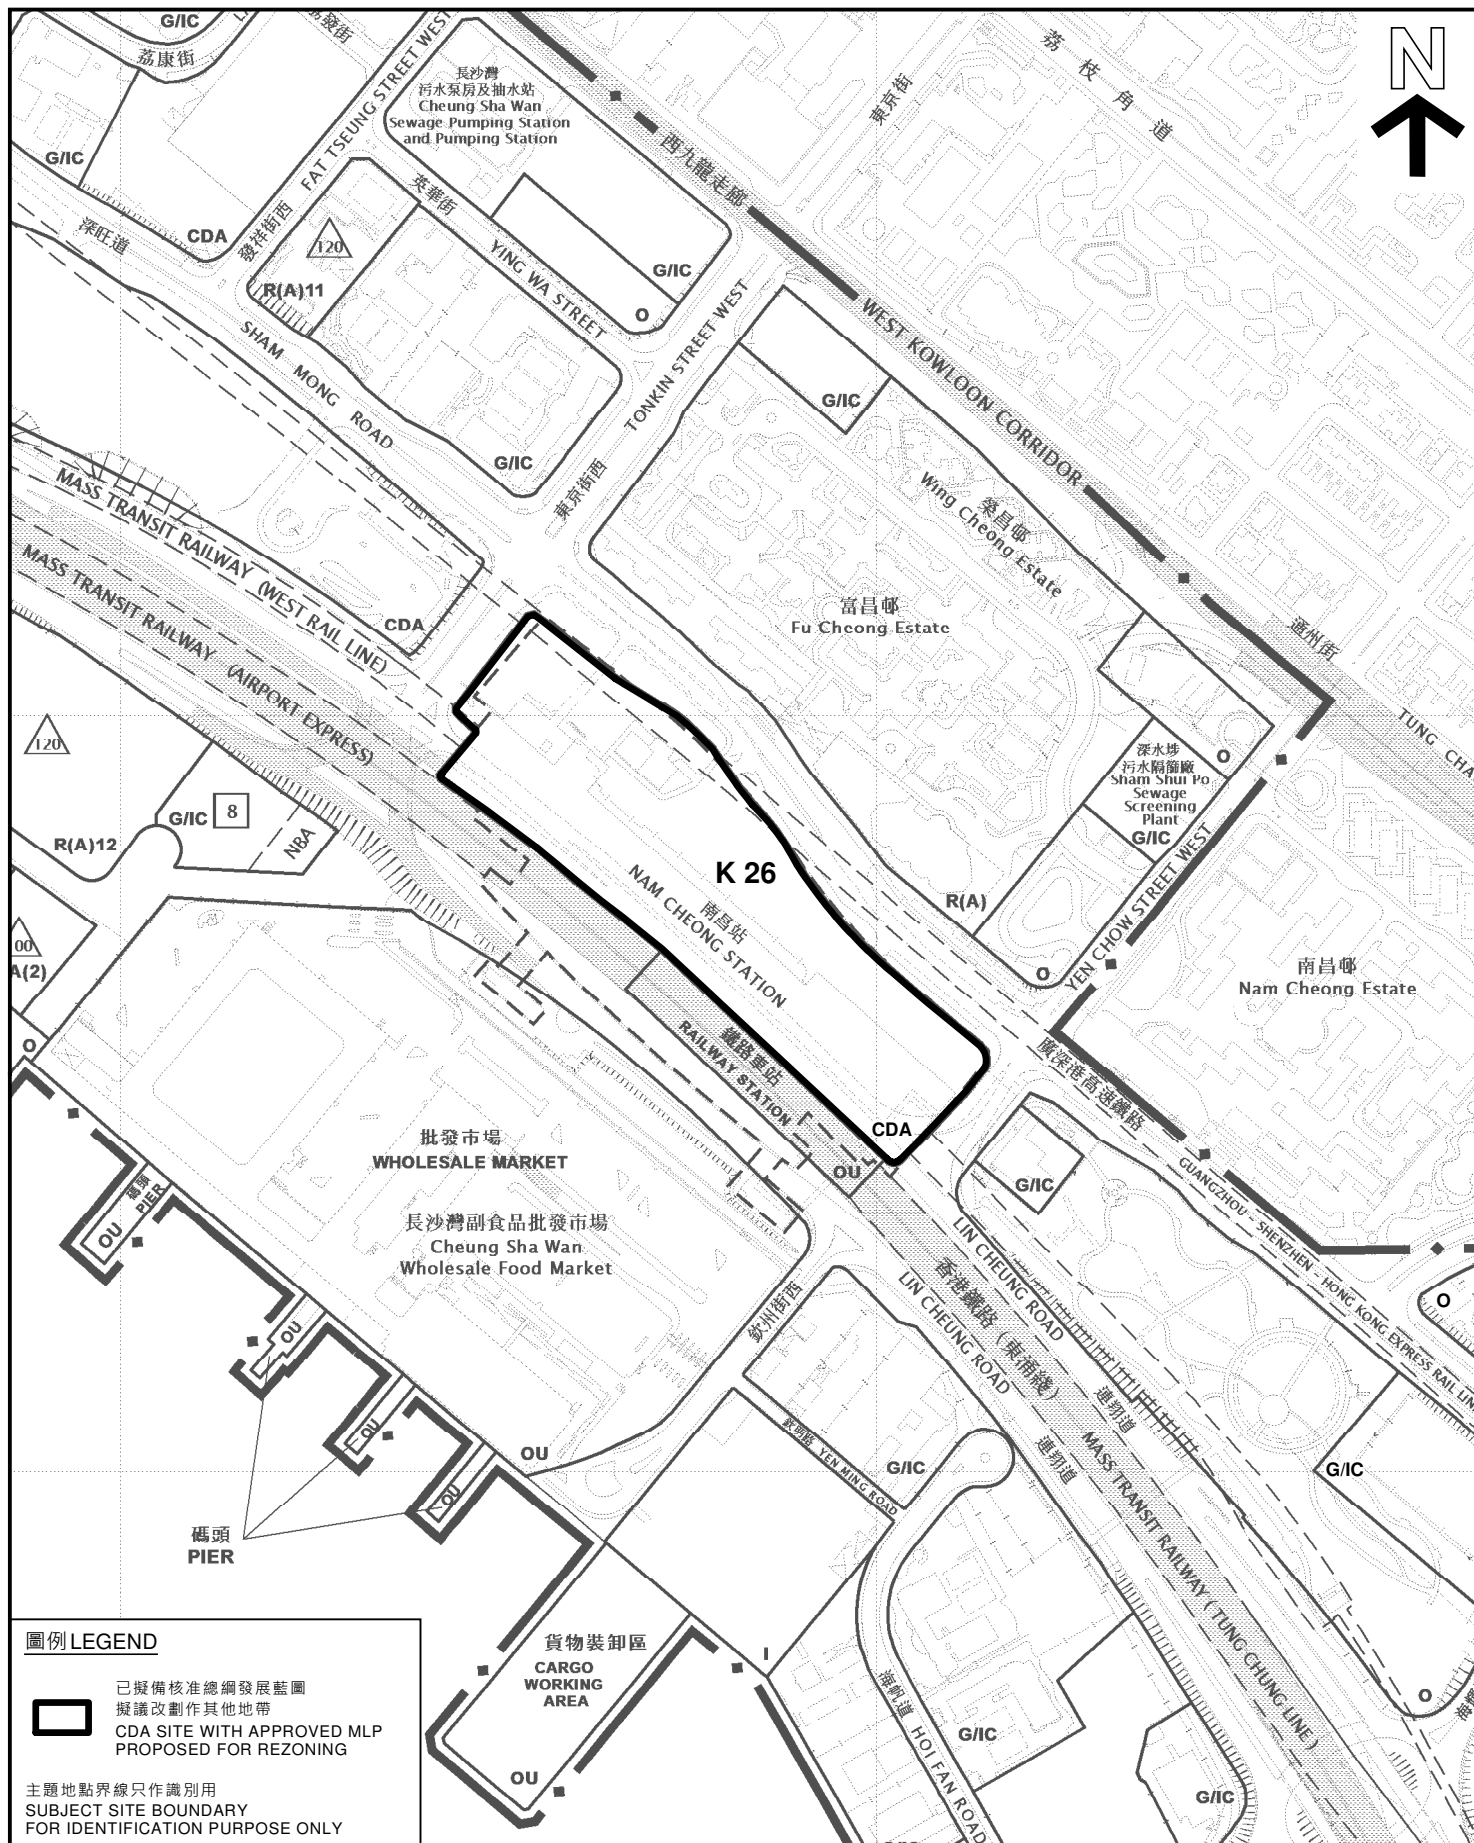 G/IC
荔康街
G/IC
深旺道
CDA
發祥街西
FAT TSEUNG STREET WEST
長沙灣
污水泵房及抽水站
Cheung Sha Wan
Sewage Pumping Station
and Pumping Station
英華街
YING WA STREET
120
R(A)11
G/IC
O
西九龍走廊
東京街
荔枝角道
N
SHAM MONG ROAD
G/IC
東京街西
TONKIN STREET WEST
G/IC
WEST KOWLOON CORRIDOR
榮昌邨
Wing Cheong Estate
富昌邨
Fu Cheong Estate
通州街
MASS TRANSIT RAILWAY (WEST RAIL LINE)
MASS TRANSIT RAILWAY (AIRPORT EXPRESS)
CDA
120
G/IC
8
NBA
R(A)12
K 26
南昌站
NAM CHEONG STATION
深水埗
污水隔篩廠
Sham Shui Po
Sewage
Screening
Plant
G/IC
O
R(A)
O
YEN CHOW STREET WEST
南昌邨
Nam Cheong Estate
00
A(2)
O
鐵路車站
RAILWAY STATION
CDA
OU
廣深港高速鐵路
GUANGZHOU - SHENZHEN - HONG KONG EXPRESS RAIL LIN
G/IC
批發市場
WHOLESALE MARKET
長沙灣副食品批發市場
Cheung Sha Wan
Wholesale Food Market
碼頭
PIER
OU
OU
OU
OU
OU
碼頭
PIER
欽州街西
LIN CHEUNG ROAD
LIN CHEUNG ROAD
香港鐵路（東涌綫）
連翔道
連翔道
MASS TRANSIT RAILWAY (TUNG CHUNG LINE)
欽明路 YEN MING ROAD
G/IC
O
G/IC
海帆道 HOI FAN ROAD
G/IC
G/IC
O
I
貨物裝卸區
CARGO
WORKING
AREA
OU
圖例 LEGEND
已擬備核准總綱發展藍圖
擬議改劃作其他地帶
CDA SITE WITH APPROVED MLP
PROPOSED FOR REZONING
主題地點界線只作識別用
SUBJECT SITE BOUNDARY
FOR IDENTIFICATION PURPOSE ONLY